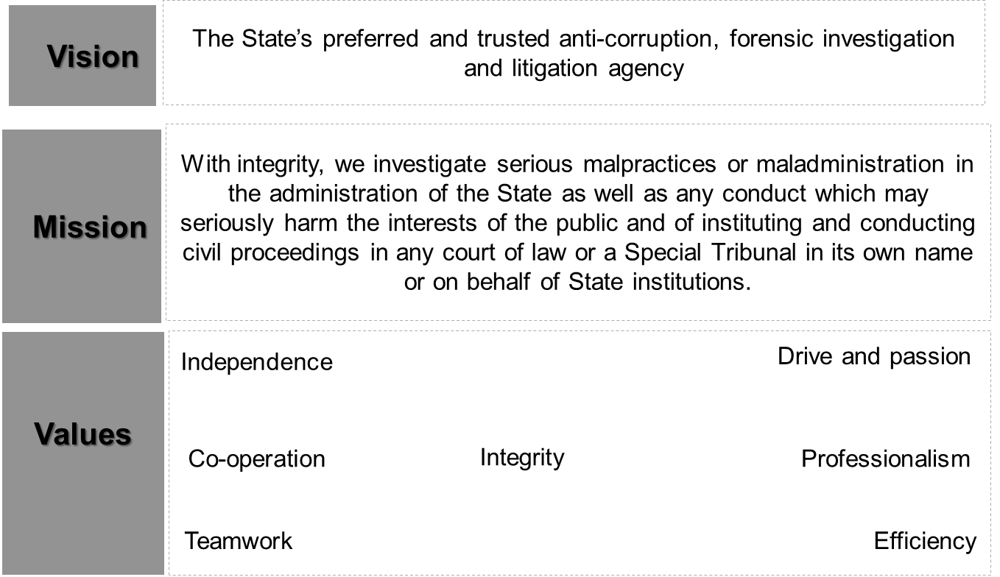 Vision
The State’s preferred and trusted anti-corruption, forensic investigation
and litigation agency
Mission
With integrity, we investigate serious malpractices or maladministration in
the administration of the State as well as any conduct which may
seriously harm the interests of the public and of instituting and conducting
civil proceedings in any court of law or a Special Tribunal in its own name
or on behalf of State institutions.
Values
Independence
Drive and passion
Co-operation
Integrity
Professionalism
Teamwork
Efficiency